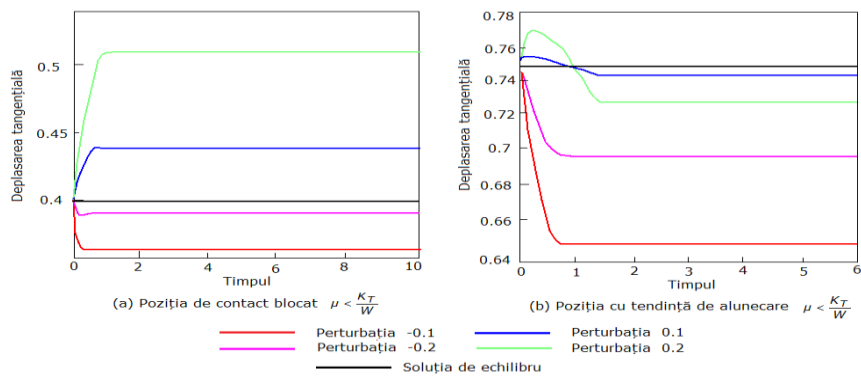 Deplasarea tangențială
0.5
0.45
0.4
0
2
4
6
8
10
Timpul
(a) Poziția de contact blocat μ < K_T/W
Deplasarea tangențială
0.78
0.76
0.74
0.72
0.7
0.68
0.66
0.64
0
1
2
3
4
5
6
Timpul
(b) Poziția cu tendință de alunecare μ < K_T/W
Perturbația -0.1
Perturbația 0.1
Perturbația -0.2
Perturbația 0.2
Soluția de echilibru